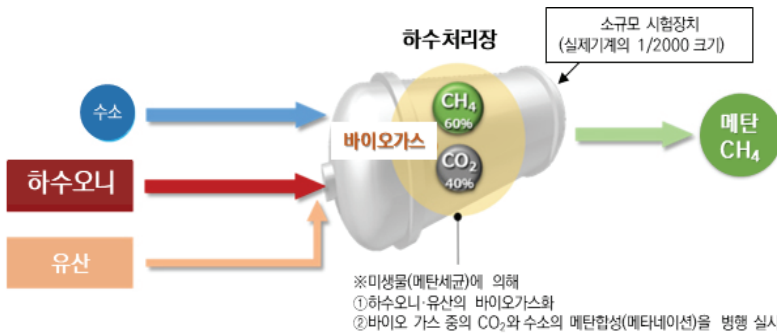 소규모 시험장치
(실제기계의 1/2000 크기)
하수처리장
수소
CH₄
60%
바이오가스
메탄
CH₄
하수오니
CO₂
40%
유산
※미생물(메탄세균)에 의해
①하수오니·유산의 바이오가스화
②바이오 가스 중의 CO₂와 수소의 메탄합성(메타네이션)을 병행 실시